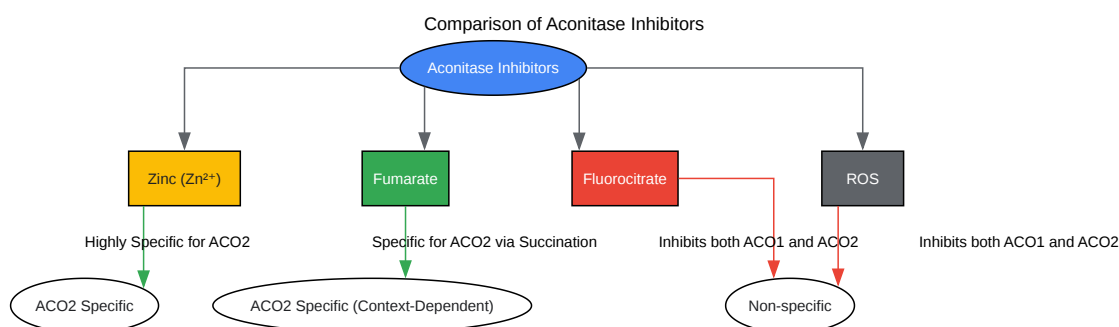 Comparison of Aconitase Inhibitors
Aconitase Inhibitors
Zinc (Zn²⁺)
Fumarate
Fluorocitrate
ROS
Highly Specific for ACO2
Specific for ACO2 via Succination
Inhibits both ACO1 and ACO2
Inhibits both ACO1 and ACO2
ACO2 Specific
ACO2 Specific (Context-Dependent)
Non-specific